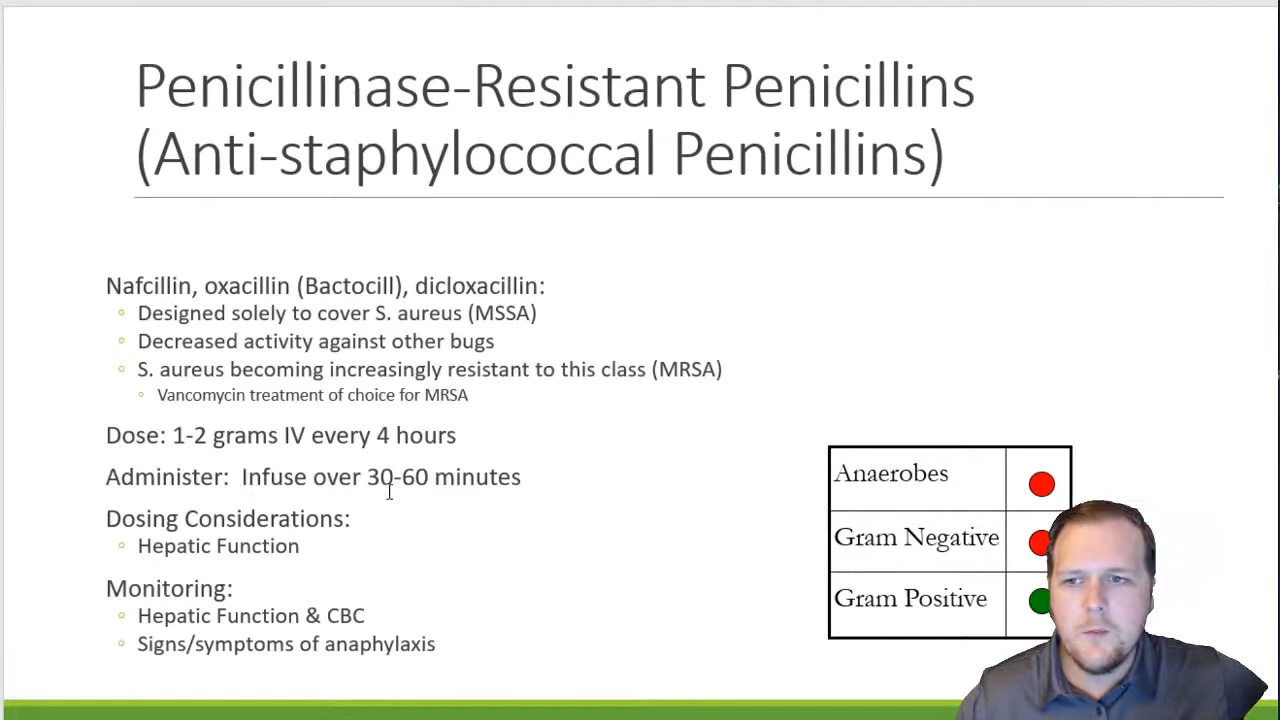 Penicillinase-Resistant Penicillins
(Anti-staphylococcal Penicillins)
Nafcillin, oxacillin (Bactocill), dicloxacillin:
Designed solely to cover S. aureus (MSSA)
Decreased activity against other bugs
S. aureus becoming increasingly resistant to this class (MRSA)
Vancomycin treatment of choice for MRSA
Dose: 1-2 grams IV every 4 hours
Administer: Infuse over 30-60 minutes
Dosing Considerations:
Hepatic Function
Monitoring:
Hepatic Function & CBC
Signs/symptoms of anaphylaxis
Anaerobes
Gram Negative
Gram Positive